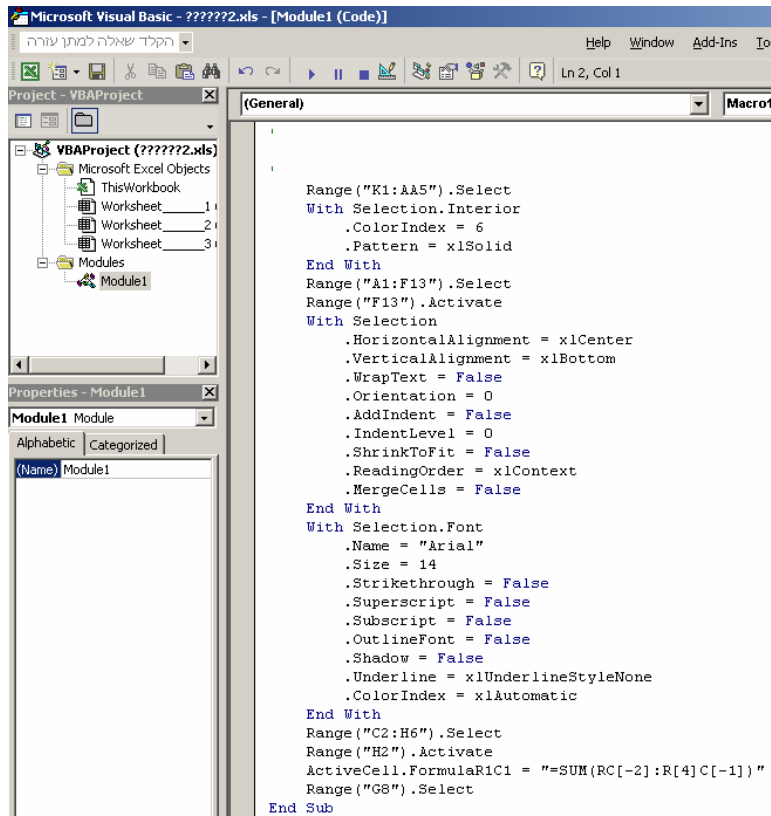 Microsoft Visual Basic - ??????2.xls - [Module1 (Code)]
הקלד שאלה למתן עזרה
Help Window Add-Ins
Ln 2, Col 1
Project - VBAProject
(General)
VBAProject (??????2.xls)
Microsoft Excel Objects
ThisWorkbook
Worksheet______1
Worksheet______2
Worksheet______3
Modules
Module1
Properties - Module1
Module1 Module
Alphabetic Categorized
(Name) Module1
'
'
Range("K1:AA5").Select
With Selection.Interior
.ColorIndex = 6
.Pattern = xlSolid
End With
Range("A1:F13").Select
Range("F13").Activate
With Selection
.HorizontalAlignment = xlCenter
.VerticalAlignment = xlBottom
.WrapText = False
.Orientation = 0
.AddIndent = False
.IndentLevel = 0
.ShrinkToFit = False
.ReadingOrder = xlContext
.MergeCells = False
End With
With Selection.Font
.Name = "Arial"
.Size = 14
.Strikethrough = False
.Superscript = False
.Subscript = False
.OutlineFont = False
.Shadow = False
.Underline = xlUnderlineStyleNone
.ColorIndex = xlAutomatic
End With
Range("C2:H6").Select
Range("H2").Activate
ActiveCell.FormulaR1C1 = "=SUM(RC[-2]:R[4]C[-1])"
Range("G8").Select
End Sub